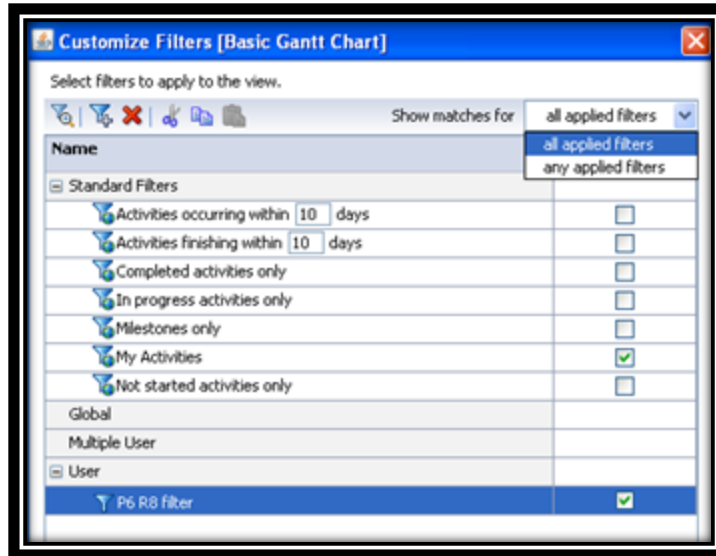 Customize Filters [Basic Gantt Chart]
Select filters to apply to the view.
Show matches for all applied filters
all applied filters
any applied filters
Name
Standard Filters
Activities occurring within 10 days
Activities finishing within 10 days
Completed activities only
In progress activities only
Milestones only
My Activities
Not started activities only
Global
Multiple User
User
P6 R8 filter